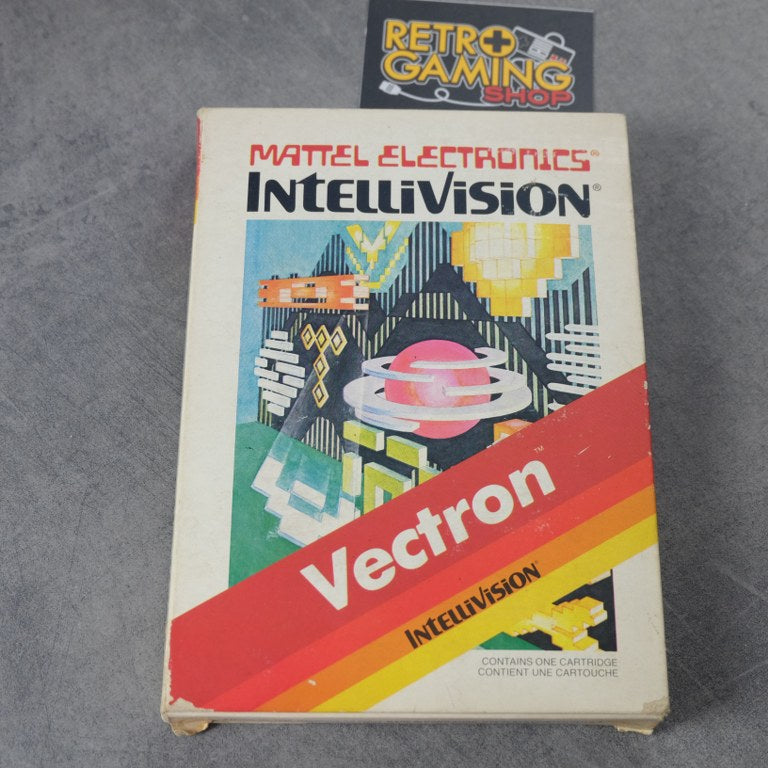 RETRO
GAMING
SHOP
MATTEL ELECTRONICS®
INTELLIVISION®
Vectron™
INTELLIVISION
CONTAINS ONE CARTRIDGE
CONTIENT UNE CARTOUCHE